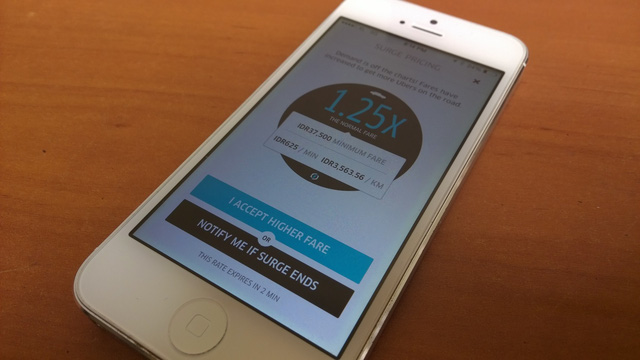 SURGE PRICING
Demand is off the charts! Fares have
increased to get more Ubers on the road.
1.25X
THE NORMAL FARE
IDR37,500 MINIMUM FARE
IDR625 / MIN IDR3,563.56 / KM
I ACCEPT HIGHER FARE
OR
NOTIFY ME IF SURGE ENDS
THIS RATE EXPIRES IN 2 MIN